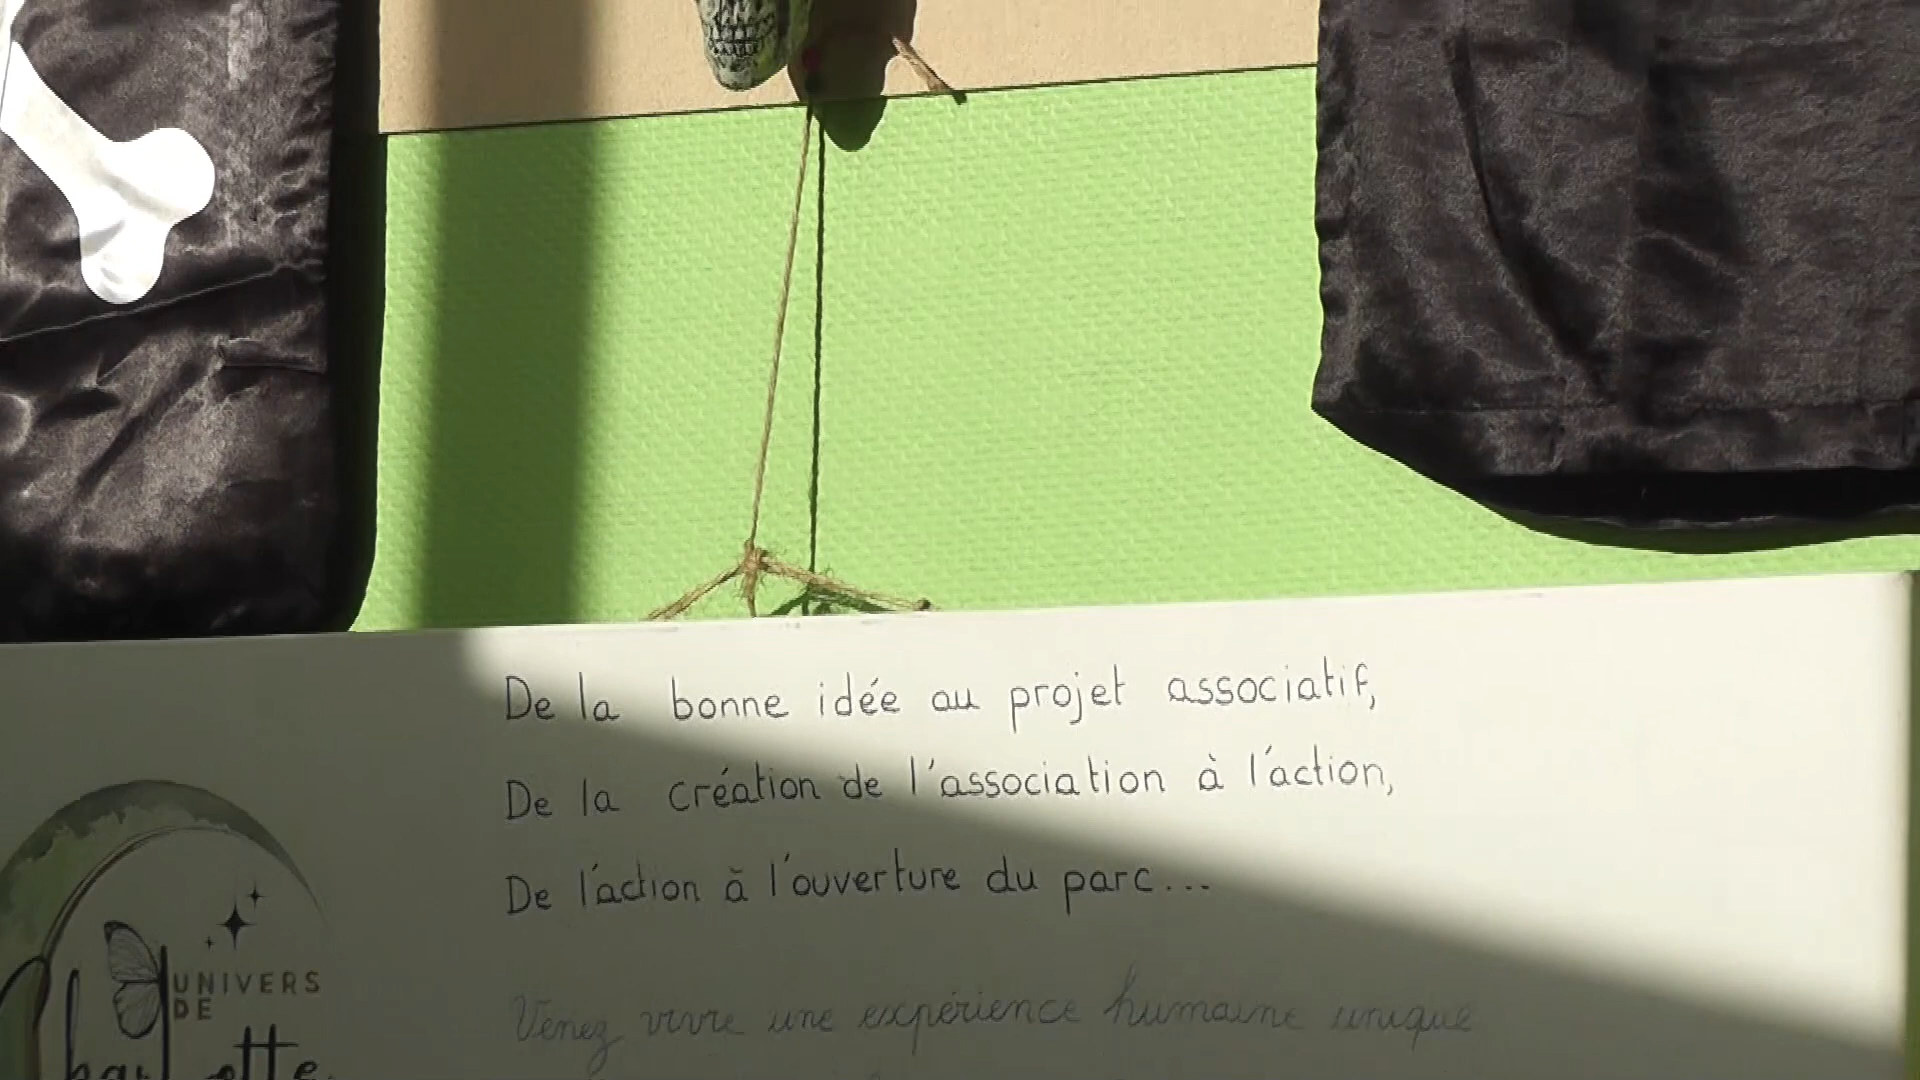 De la bonne idée au projet associatif,
De la création de l'association à l'action,
De l'action à l'ouverture du parc...
Venez vivre une expérience humaine unique
UNIVERS
DE
Charlotte